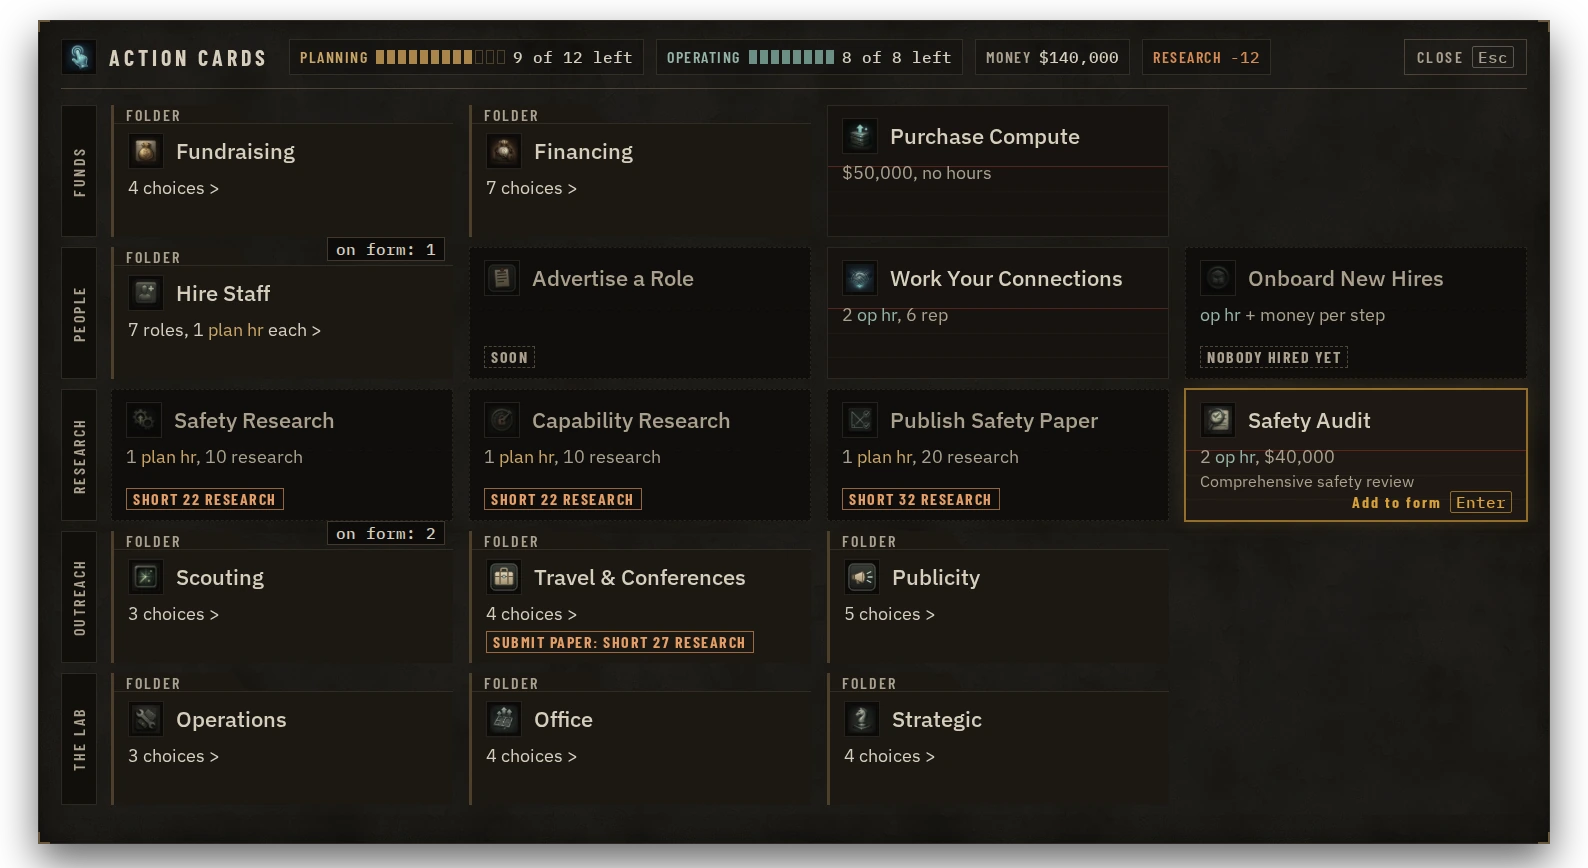 ACTION CARDS
PLANNING 9 of 12 left
OPERATING 8 of 8 left
MONEY $140,000
RESEARCH -12
CLOSE Esc
FUNDS
FOLDER
Fundraising
4 choices >
FOLDER
Financing
7 choices >
Purchase Compute
$50,000, no hours
PEOPLE
FOLDER
on form: 1
Hire Staff
7 roles, 1 plan hr each >
Advertise a Role
SOON
Work Your Connections
2 op hr, 6 rep
Onboard New Hires
op hr + money per step
NOBODY HIRED YET
RESEARCH
Safety Research
1 plan hr, 10 research
SHORT 22 RESEARCH
Capability Research
1 plan hr, 10 research
SHORT 22 RESEARCH
Publish Safety Paper
1 plan hr, 20 research
SHORT 32 RESEARCH
Safety Audit
2 op hr, $40,000
Comprehensive safety review
Add to form Enter
OUTREACH
FOLDER
on form: 2
Scouting
3 choices >
FOLDER
Travel & Conferences
4 choices >
SUBMIT PAPER: SHORT 27 RESEARCH
FOLDER
Publicity
5 choices >
THE LAB
FOLDER
Operations
3 choices >
FOLDER
Office
4 choices >
FOLDER
Strategic
4 choices >